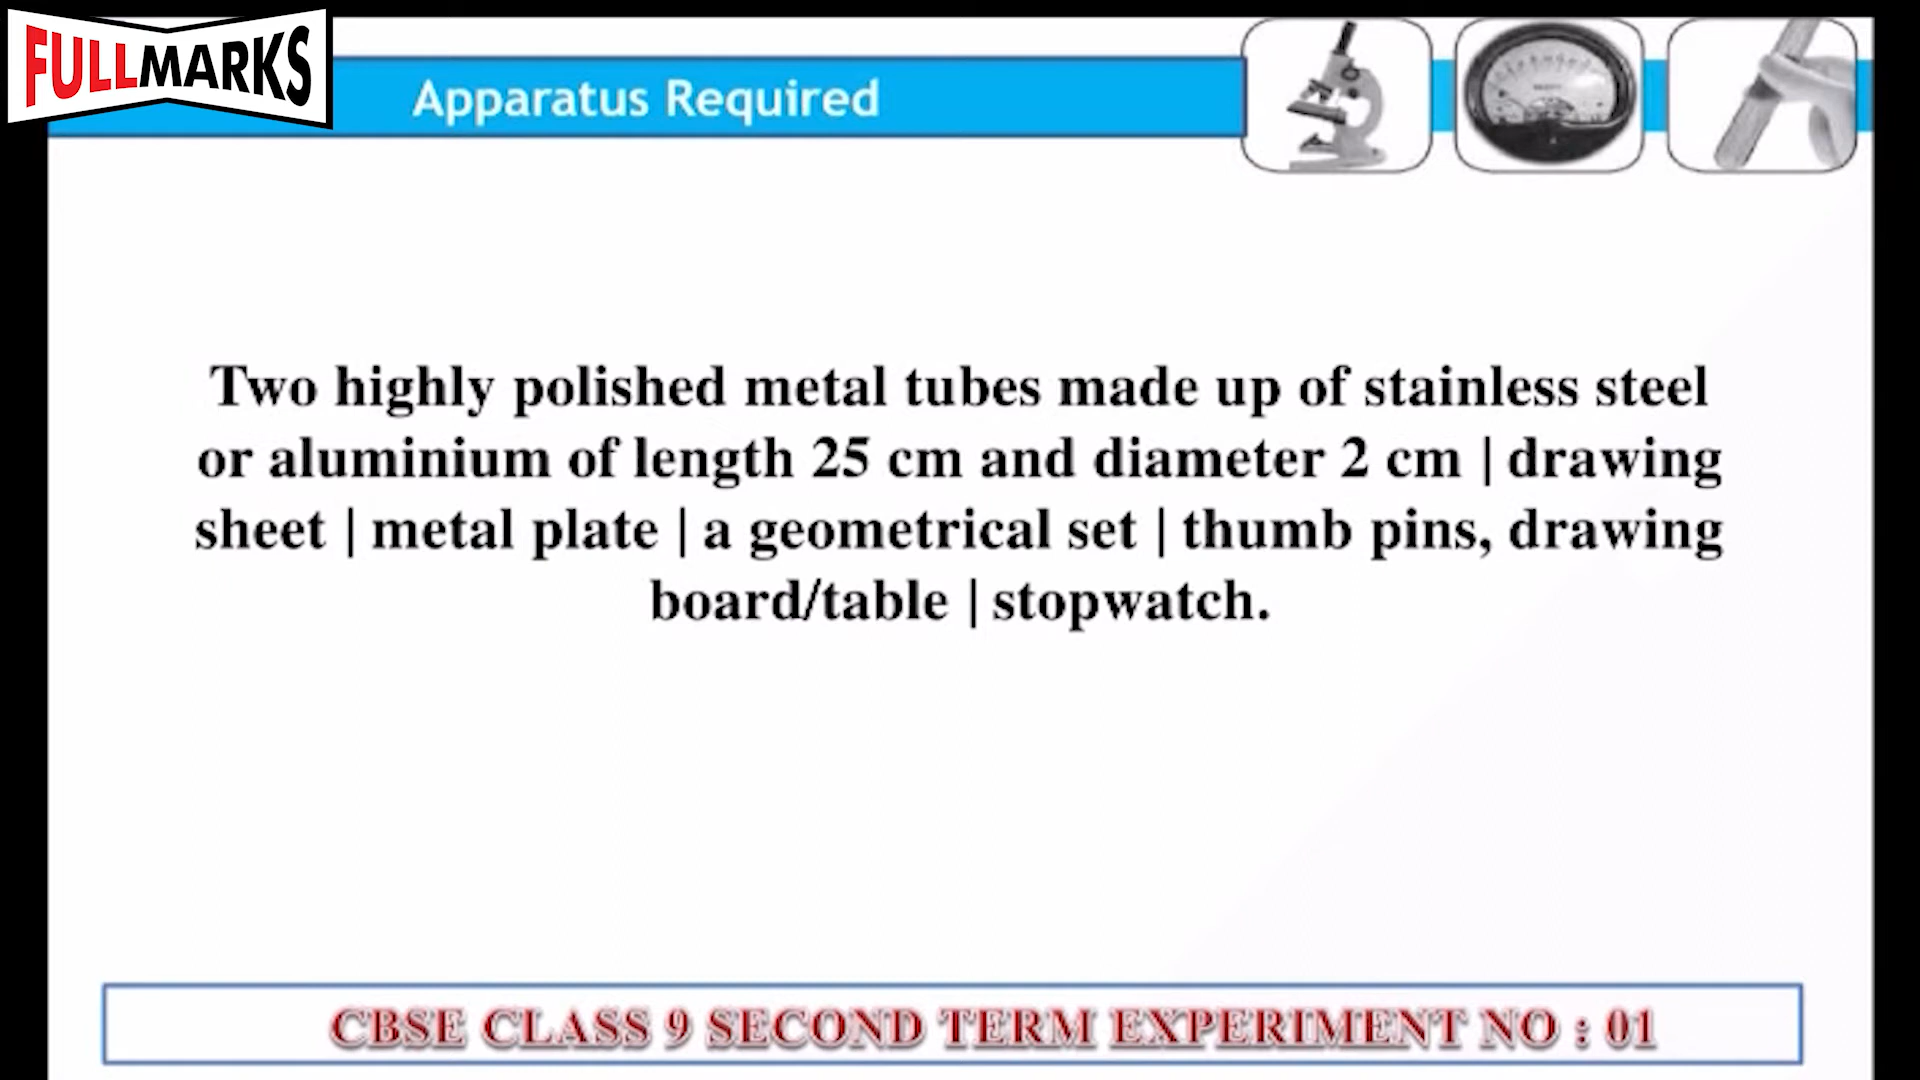 FULLMARKS
Apparatus Required
Two highly polished metal tubes made up of stainless steel
or aluminium of length 25 cm and diameter 2 cm | drawing
sheet | metal plate | a geometrical set | thumb pins, drawing
board/table | stopwatch.
CBSE CLASS 9 SECOND TERM EXPERIMENT NO : 01